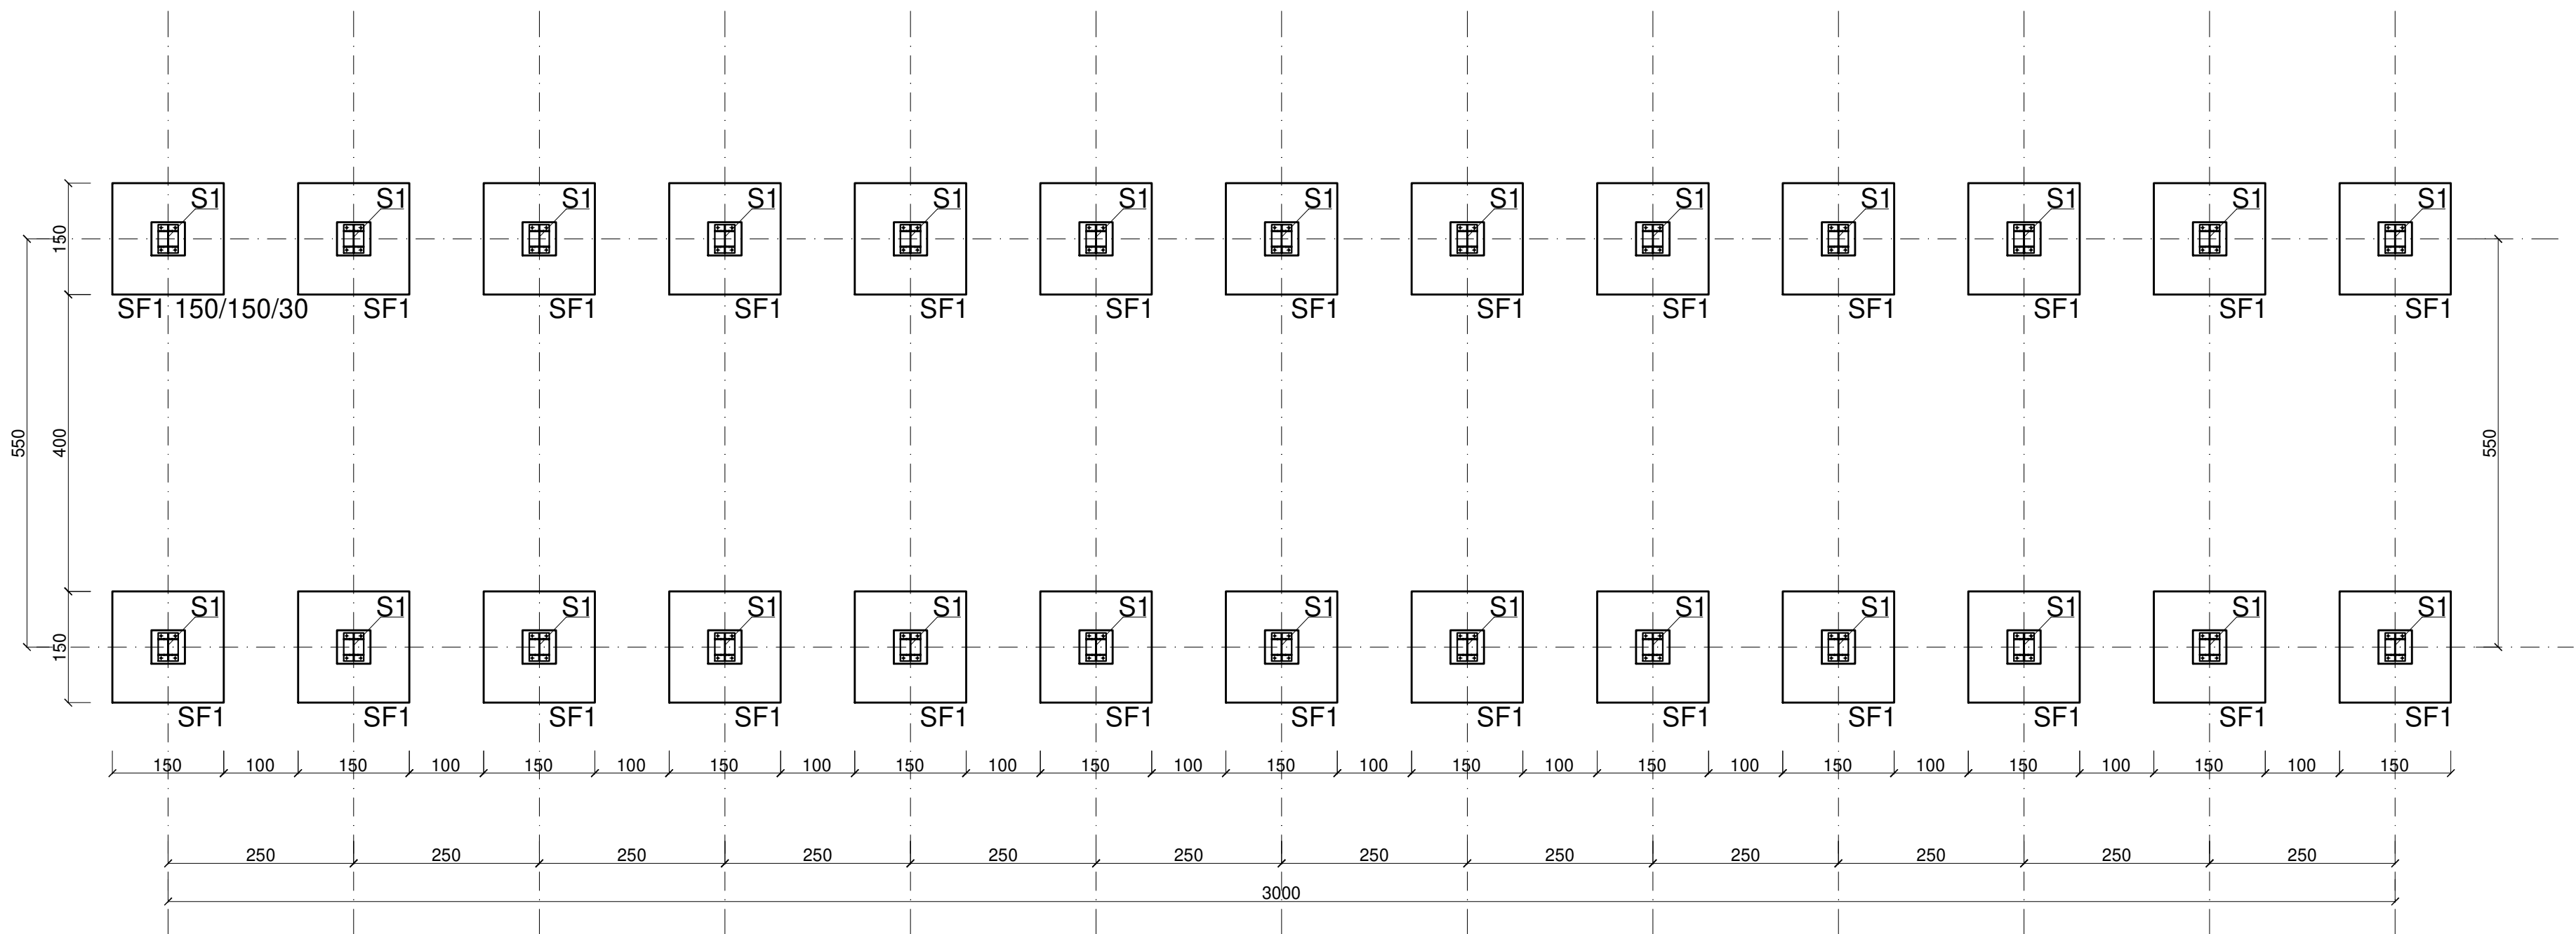 S1 S1 S1 S1 S1 S1 S1 S1 S1 S1 S1 S1 S1
150
SF1 150/150/30 SF1 SF1 SF1 SF1 SF1 SF1 SF1 SF1 SF1 SF1 SF1 SF1
550 400 550
S1 S1 S1 S1 S1 S1 S1 S1 S1 S1 S1 S1 S1
150
SF1 SF1 SF1 SF1 SF1 SF1 SF1 SF1 SF1 SF1 SF1 SF1 SF1
150 100 150 100 150 100 150 100 150 100 150 100 150 100 150 100 150 100 150 100 150 100 150 100 150
250 250 250 250 250 250 250 250 250 250 250 250
3000